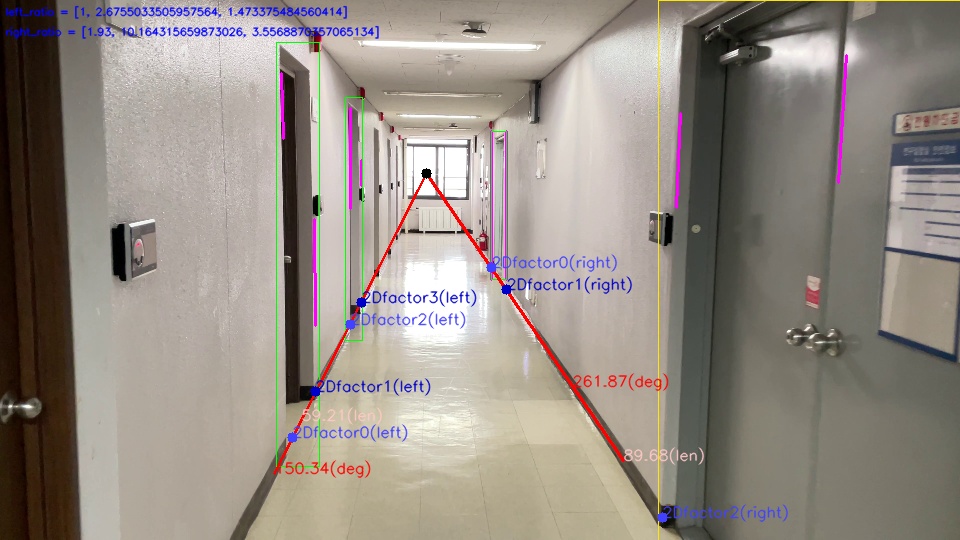 left_ratio = [1, 2.6755033505957564, 1.473375484560414]
right_ratio = [1.93, 10.164315659873026, 3.5568870357065134]
2Dfactor0(right)
2Dfactor1(right)
2Dfactor3(left)
2Dfactor2(left)
261.87(deg)
2Dfactor1(left)
59.21(len)
2Dfactor0(left)
89.68(len)
150.34(deg)
2Dfactor2(right)